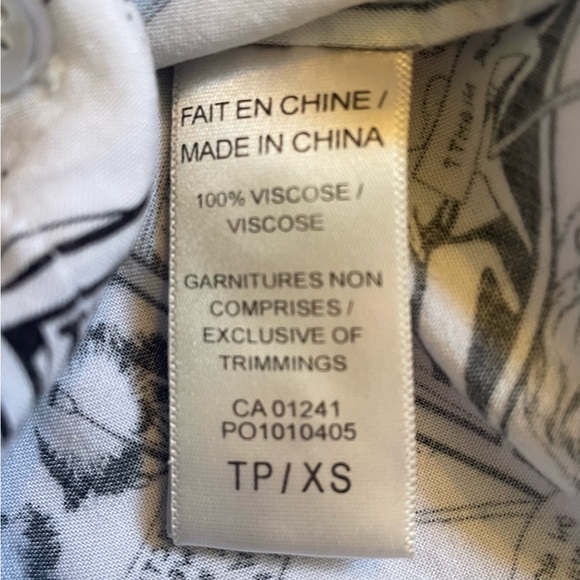 FAIT EN CHINE /
MADE IN CHINA
100% VISCOSE /
VISCOSE
GARNITURES NON
COMPRISES /
EXCLUSIVE OF
TRIMMINGS
CA 01241
PO1010405
TP / XS